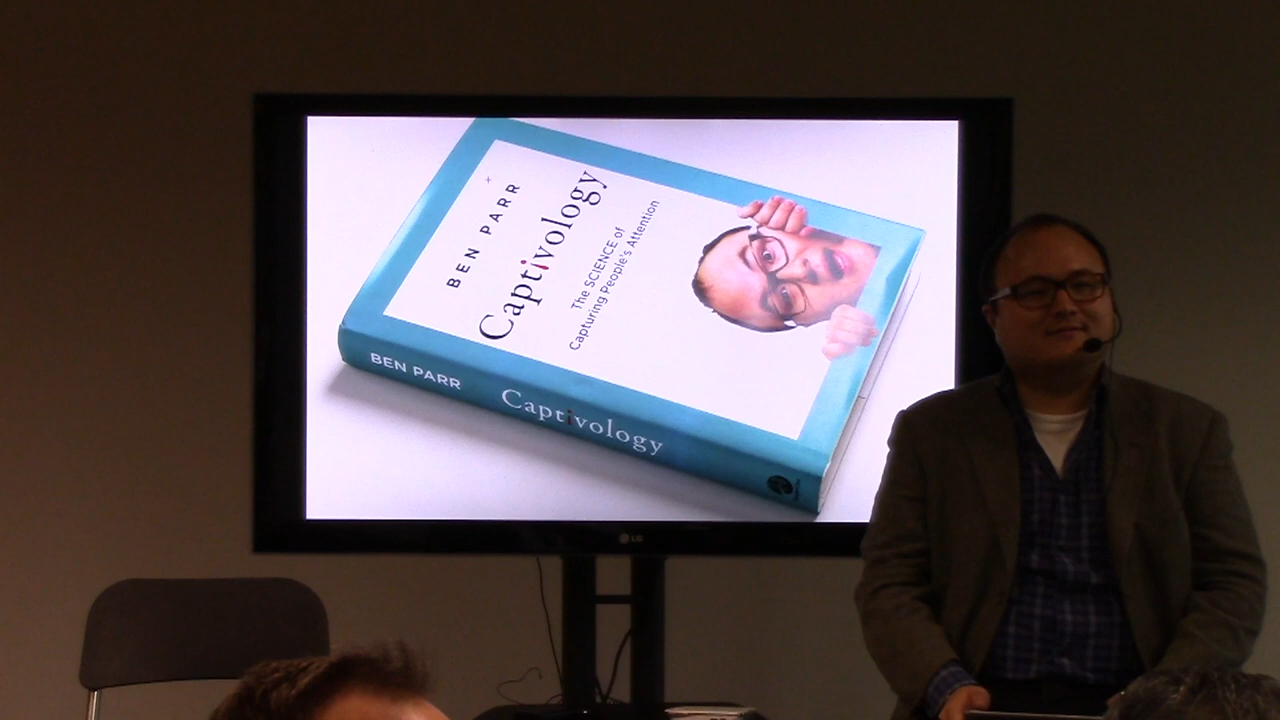 BEN PARR
Captivology
The SCIENCE of
Capturing People's Attention
BEN PARR
Captivology
LG